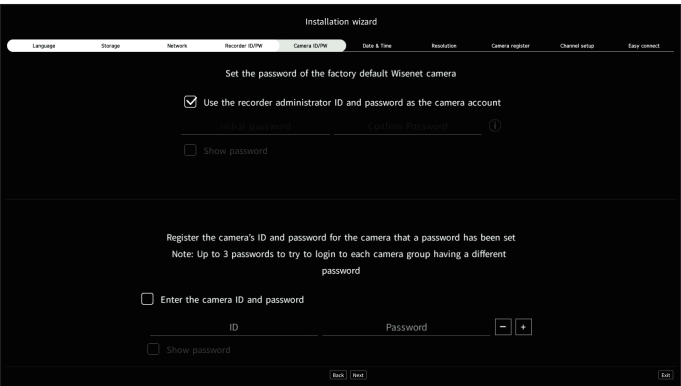 Installation wizard
Language Storage Network Recorder ID/PW Camera ID/PW Date & Time Resolution Camera register Channel setup Easy connect
Set the password of the factory default Wisenet camera
Use the recorder administrator ID and password as the camera account
Initial password Confirm Password
Show password
Register the camera's ID and password for the camera that a password has been set
Note: Up to 3 passwords to try to login to each camera group having a different
password
Enter the camera ID and password
ID Password
Show password
Back Next Exit